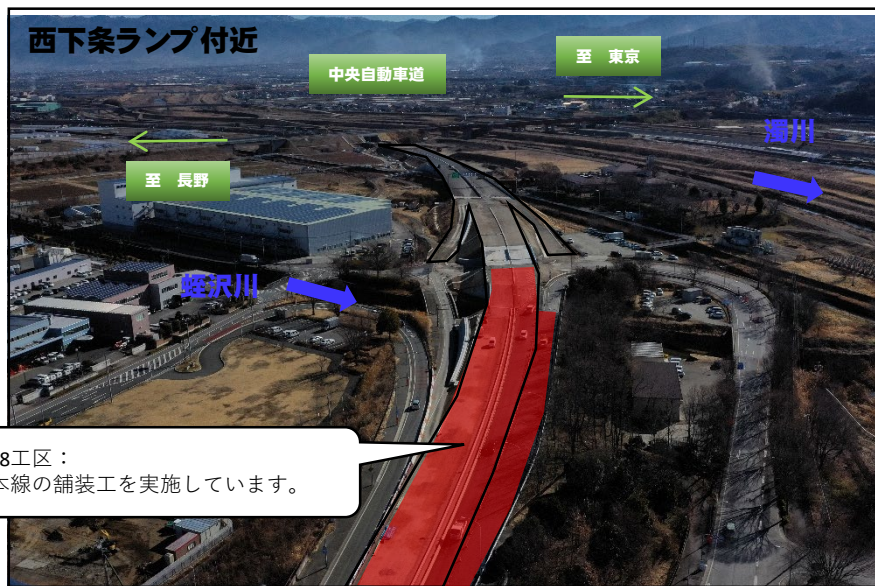 西下条ランプ付近
中央自動車道
至 東京
濁川
至 長野
蛭沢川
8工区：
本線の舗装工を実施しています。